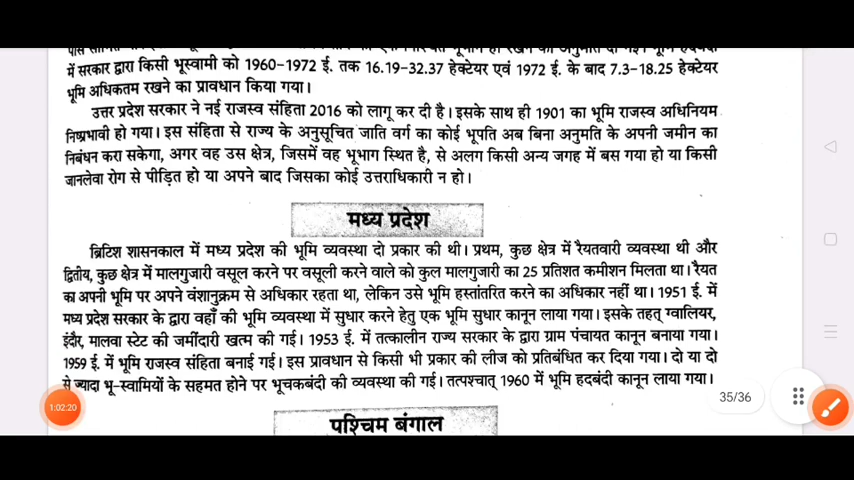 में सरकार द्वारा किसी भूस्वामी को 1960-1972 ई. तक 16.19-32.37 हेक्टेयर एवं 1972 ई. के बाद 7.3-18.25 हेक्टेयर
भूमि अधिकतम रखने का प्रावधान किया गया।
उत्तर प्रदेश सरकार ने नई राजस्व संहिता 2016 को लागू कर दी है। इसके साथ ही 1901 का भूमि राजस्व अधिनियम
निष्प्रभावी हो गया। इस संहिता से राज्य के अनुसूचित जाति वर्ग का कोई भूपति अब बिना अनुमति के अपनी जमीन का
निबंधन करा सकेगा, अगर वह उस क्षेत्र, जिसमें वह भूभाग स्थित है, से अलग किसी अन्य जगह में बस गया हो या किसी
जानलेवा रोग से पीड़ित हो या अपने बाद जिसका कोई उत्तराधिकारी न हो।
मध्य प्रदेश
ब्रिटिश शासनकाल में मध्य प्रदेश की भूमि व्यवस्था दो प्रकार की थी। प्रथम, कुछ क्षेत्र में रैयतवारी व्यवस्था थी और
द्वितीय, कुछ क्षेत्र में मालगुजारी वसूल करने पर वसूली करने वाले को कुल मालगुजारी का 25 प्रतिशत कमीशन मिलता था। रैयत
का अपनी भूमि पर अपने वंशानुक्रम से अधिकार रहता था, लेकिन उसे भूमि हस्तांतरित करने का अधिकार नहीं था। 1951 ई. में
मध्य प्रदेश सरकार के द्वारा वहाँ की भूमि व्यवस्था में सुधार करने हेतु एक भूमि सुधार कानून लाया गया। इसके तहत् ग्वालियर,
इंदौर, मालवा स्टेट की जमींदारी खत्म की गई। 1953 ई. में तत्कालीन राज्य सरकार के द्वारा ग्राम पंचायत कानून बनाया गया।
1959 ई. में भूमि राजस्व संहिता बनाई गई। इस प्रावधान से किसी भी प्रकार की लीज को प्रतिबंधित कर दिया गया। दो या दो
से ज्यादा भू-स्वामियों के सहमत होने पर भूचकबंदी की व्यवस्था की गई। तत्पश्चात् 1960 में भूमि हदबंदी कानून लाया गया।
35/36
1:02:20
पश्चिम बंगाल